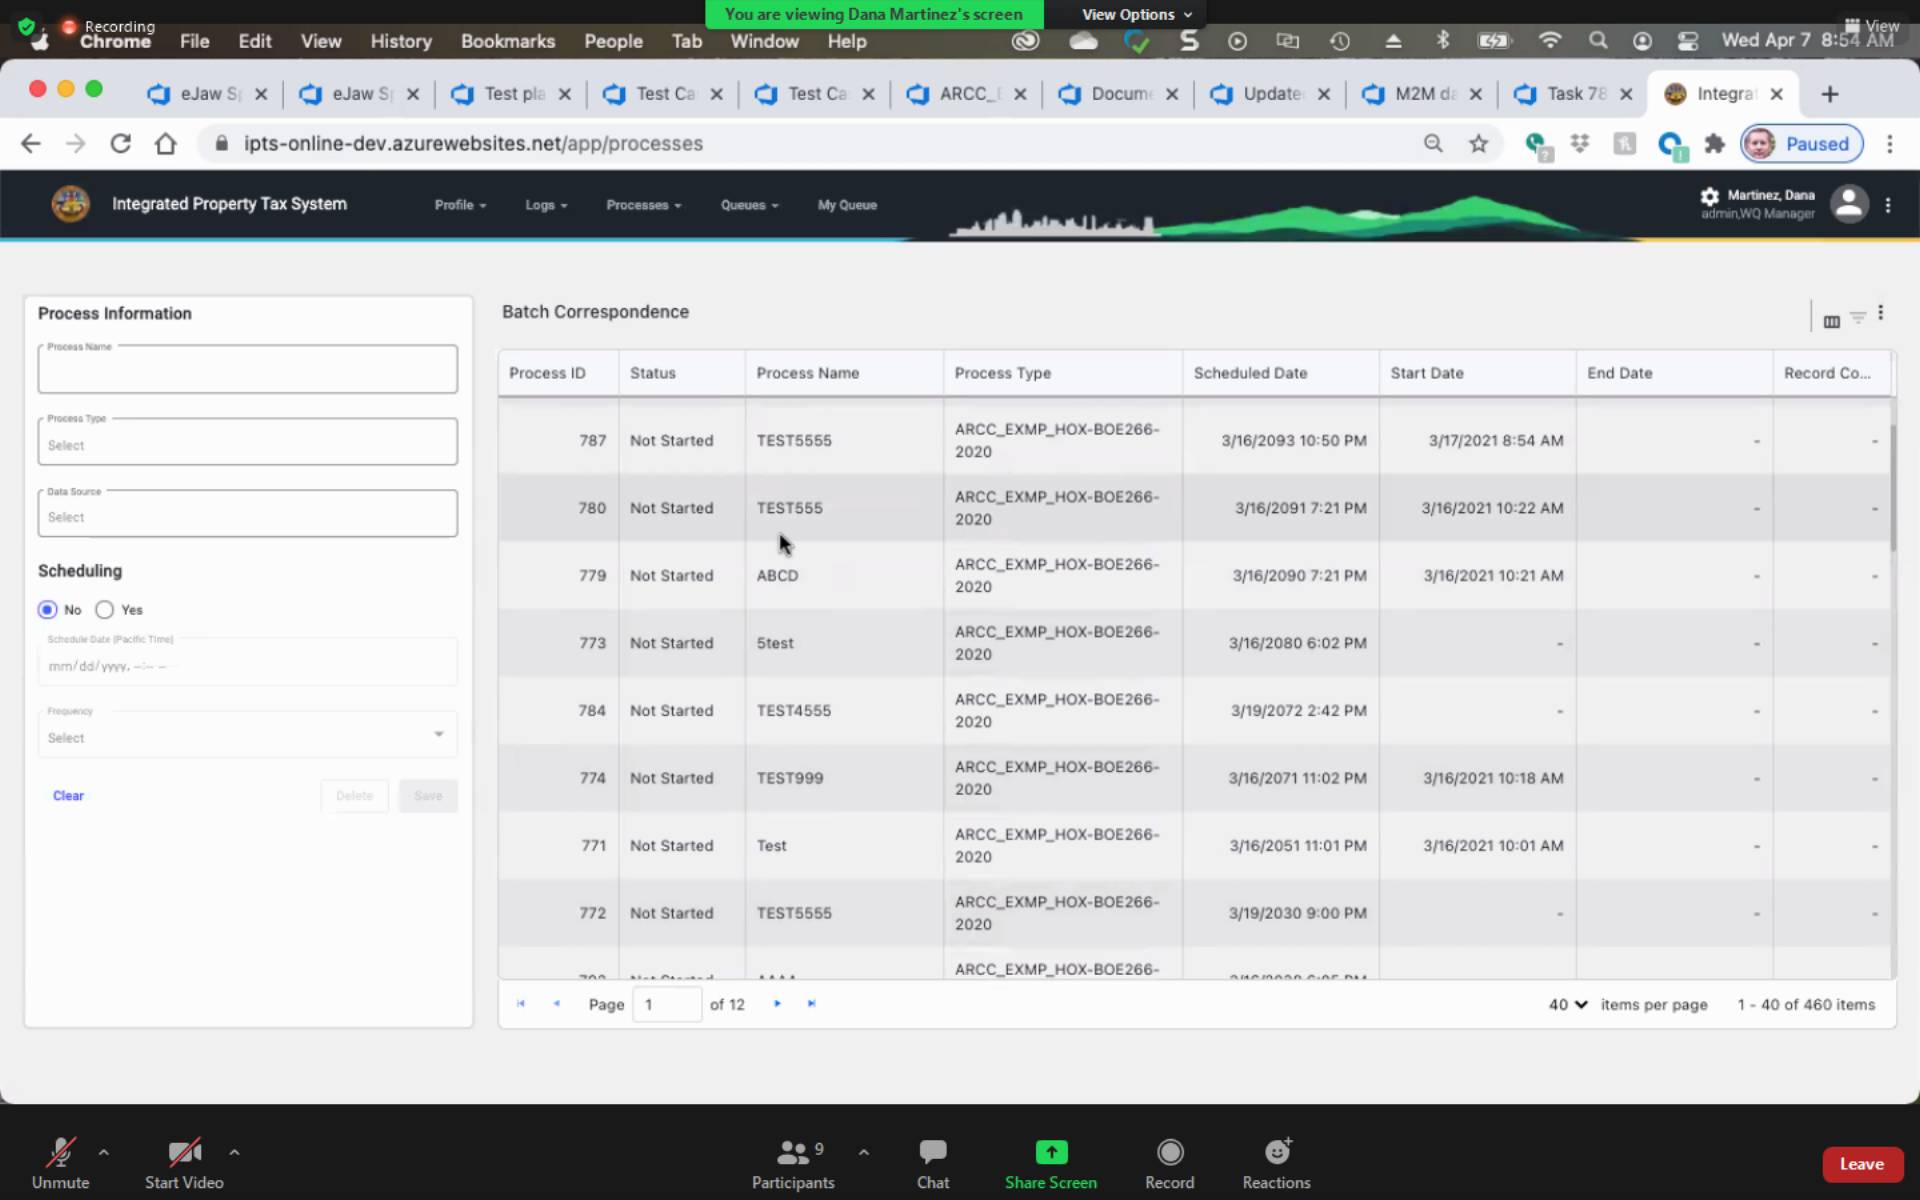 Recording
You are viewing Dana Martinez's screen
View Options
View
Chrome File Edit View History Bookmarks People Tab Window Help
Wed Apr 7 8:54 AM
eJaw Sp
eJaw Sp
Test pla
Test Ca
Test Ca
ARCC_E
Docume
Update
M2M da
Task 78
Integrat
ipts-online-dev.azurewebsites.net/app/processes
Paused
Integrated Property Tax System
Profile Logs Processes Queues My Queue
Martinez, Dana
admin,WQ Manager
Process Information
Process Name
Process Type
Select
Data Source
Select
Scheduling
No Yes
Schedule Date (Pacific Time)
mm/dd/yyyy, --:-- --
Frequency
Select
Clear Delete Save
Batch Correspondence
Process ID Status Process Name Process Type Scheduled Date Start Date End Date Record Co...
787 Not Started TEST5555 ARCC_EXMP_HOX-BOE266-2020 3/16/2093 10:50 PM 3/17/2021 8:54 AM - -
780 Not Started TEST555 ARCC_EXMP_HOX-BOE266-2020 3/16/2091 7:21 PM 3/16/2021 10:22 AM - -
779 Not Started ABCD ARCC_EXMP_HOX-BOE266-2020 3/16/2090 7:21 PM 3/16/2021 10:21 AM - -
773 Not Started 5test ARCC_EXMP_HOX-BOE266-2020 3/16/2080 6:02 PM - - -
784 Not Started TEST4555 ARCC_EXMP_HOX-BOE266-2020 3/19/2072 2:42 PM - - -
774 Not Started TEST999 ARCC_EXMP_HOX-BOE266-2020 3/16/2071 11:02 PM 3/16/2021 10:18 AM - -
771 Not Started Test ARCC_EXMP_HOX-BOE266-2020 3/16/2051 11:01 PM 3/16/2021 10:01 AM - -
772 Not Started TEST5555 ARCC_EXMP_HOX-BOE266-2020 3/19/2030 9:00 PM - - -
Not Started ARCC_EXMP_HOX-BOE266-
Page 1 of 12
40 items per page 1 - 40 of 460 items
Unmute
Start Video
9
Participants
Chat
Share Screen
Record
Reactions
Leave